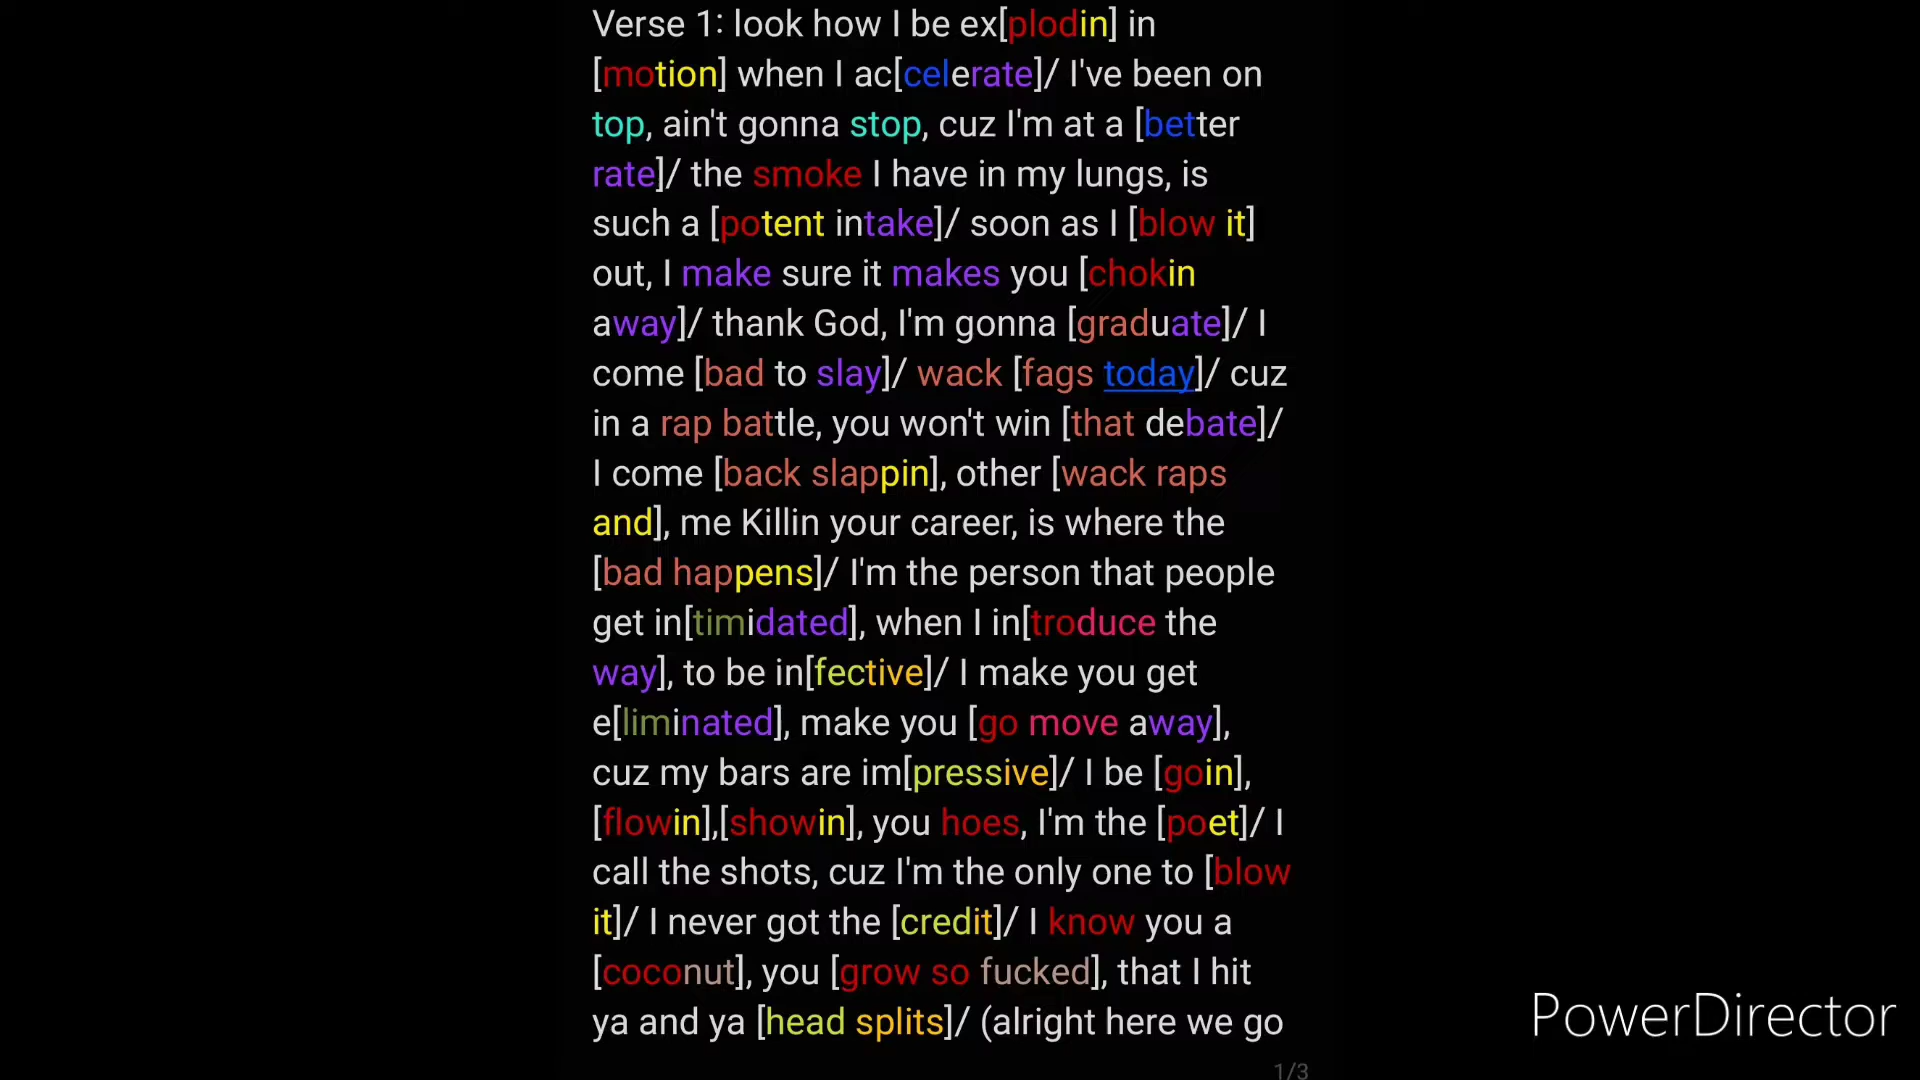 Verse 1: look how I be ex[plodin] in
[motion] when I ac[celerate]/ I've been on
top, ain't gonna stop, cuz I'm at a [better
rate]/ the smoke I have in my lungs, is
such a [potent intake]/ soon as I [blow it]
out, I make sure it makes you [chokin
away]/ thank God, I'm gonna [graduate]/ I
come [bad to slay]/ wack [fags today]/ cuz
in a rap battle, you won't win [that debate]/
I come [back slappin], other [wack raps
and], me Killin your career, is where the
[bad happens]/ I'm the person that people
get in[timidated], when I in[troduce the
way], to be in[fective]/ I make you get
e[liminated], make you [go move away],
cuz my bars are im[pressive]/ I be [goin],
[flowin],[showin], you hoes, I'm the [poet]/ I
call the shots, cuz I'm the only one to [blow
it]/ I never got the [credit]/ I know you a
[coconut], you [grow so fucked], that I hit
ya and ya [head splits]/ (alright here we go
1/3
PowerDirector